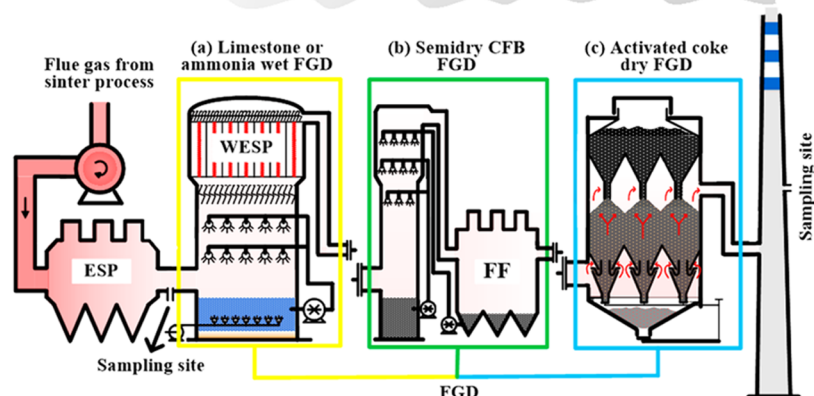 Flue gas from
sinter process
(a) Limestone or
ammonia wet FGD
(b) Semidry CFB
FGD
(c) Activated coke
dry FGD
WESP
ESP
FF
Sampling site
Sampling site
FGD